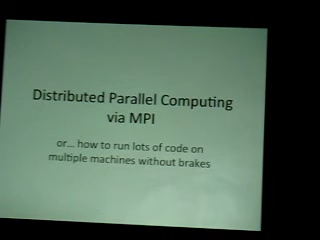 Distributed Parallel Computing
via MPI
or... how to run lots of code on
multiple machines without brakes